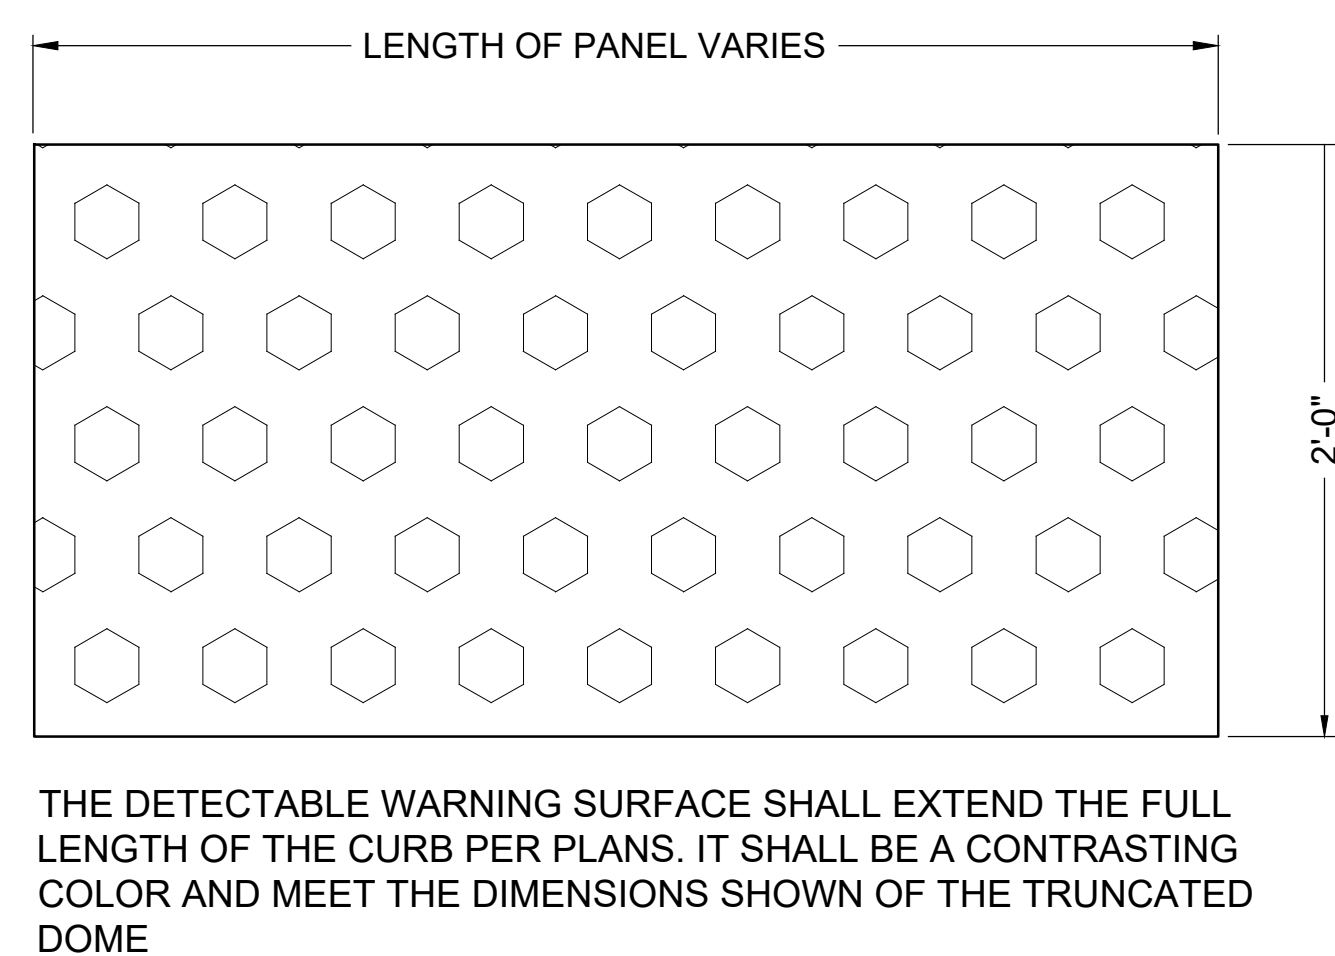 LENGTH OF PANEL VARIES
2'-0"
THE DETECTABLE WARNING SURFACE SHALL EXTEND THE FULL
LENGTH OF THE CURB PER PLANS. IT SHALL BE A CONTRASTING
COLOR AND MEET THE DIMENSIONS SHOWN OF THE TRUNCATED
DOME